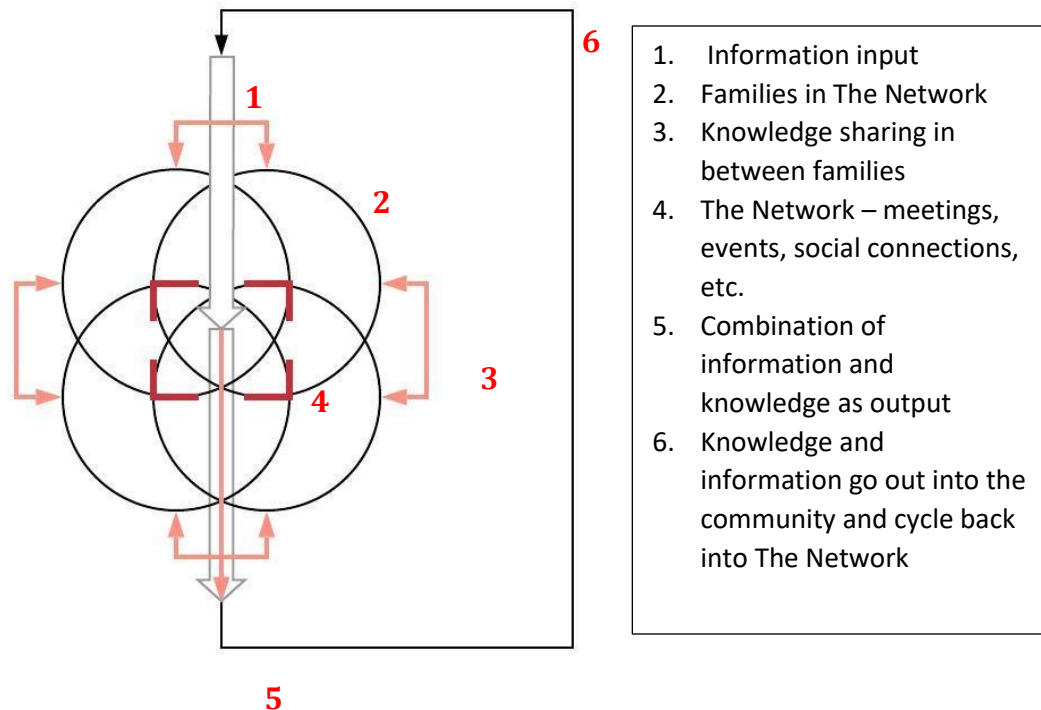 6
1
2
3
4
5
1. Information input
2. Families in The Network
3. Knowledge sharing in
between families
4. The Network – meetings,
events, social connections,
etc.
5. Combination of
information and
knowledge as output
6. Knowledge and
information go out into the
community and cycle back
into The Network